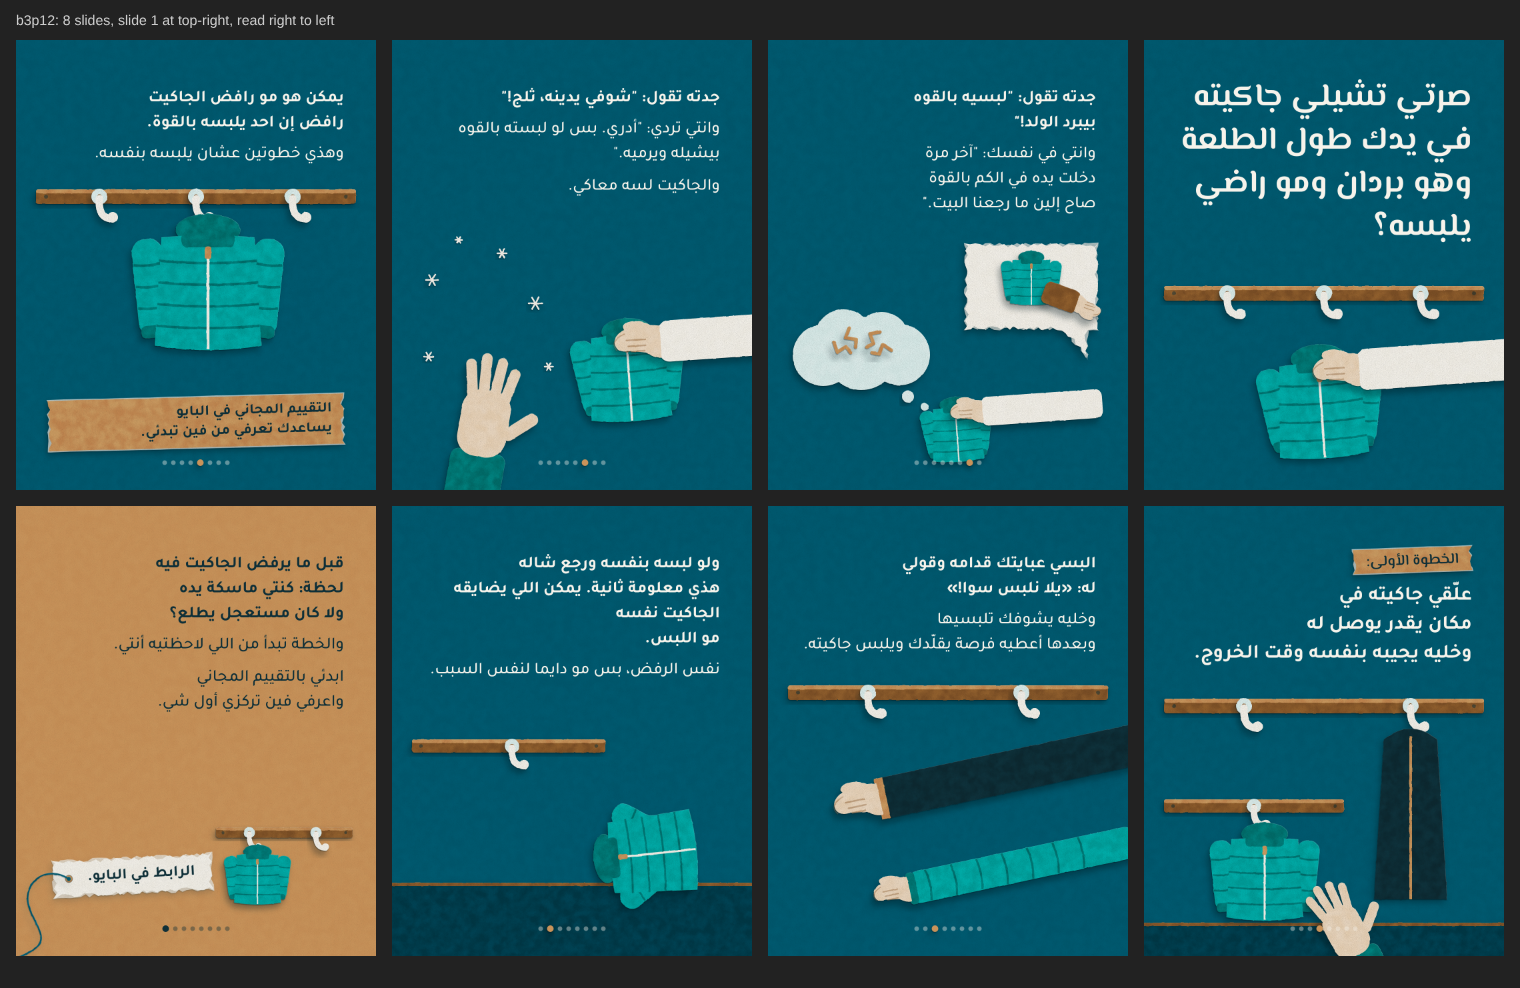 b3p12: 8 slides, slide 1 at top-right, read right to left
صرتي تشيلي جاكيته
في يدك طول الطلعة
وهو بردان ومو راضي
يلبسه؟
جدته تقول: "لبسيه بالقوه
بيبرد الولد!"
وانتي في نفسك: "آخر مرة
دخلت يده في الكم بالقوة
صاح إلين ما رجعنا البيت."
جدته تقول: "شوفي يدينه، ثلج!"
وانتي تردي: "أدري. بس لو لبسته بالقوه
بيشيله ويرميه."
والجاكيت لسه معاكي.
يمكن هو مو رافض الجاكيت
رافض إن احد يلبسه بالقوة.
وهذي خطوتين عشان يلبسه بنفسه.
التقييم المجاني في البايو
يساعدك تعرفي من فين تبدئي.
الخطوة الأولى:
علّقي جاكيته في
مكان يقدر يوصل له
وخليه يجيبه بنفسه وقت الخروج.
البسي عبايتك قدامه وقولي
له: «يلا نلبس سوا!»
وخليه يشوفك تلبسيها
وبعدها أعطيه فرصة يقلّدك ويلبس جاكيته.
ولو لبسه بنفسه ورجع شاله
هذي معلومة ثانية. يمكن اللي يضايقه
الجاكيت نفسه
مو اللبس.
نفس الرفض، بس مو دايما لنفس السبب.
قبل ما يرفض الجاكيت فيه
لحظة: كنتي ماسكة يده
ولا كان مستعجل يطلع؟
والخطة تبدأ من اللي لاحظتيه أنتي.
ابدئي بالتقييم المجاني
واعرفي فين تركزي أول شي.
الرابط في البايو.